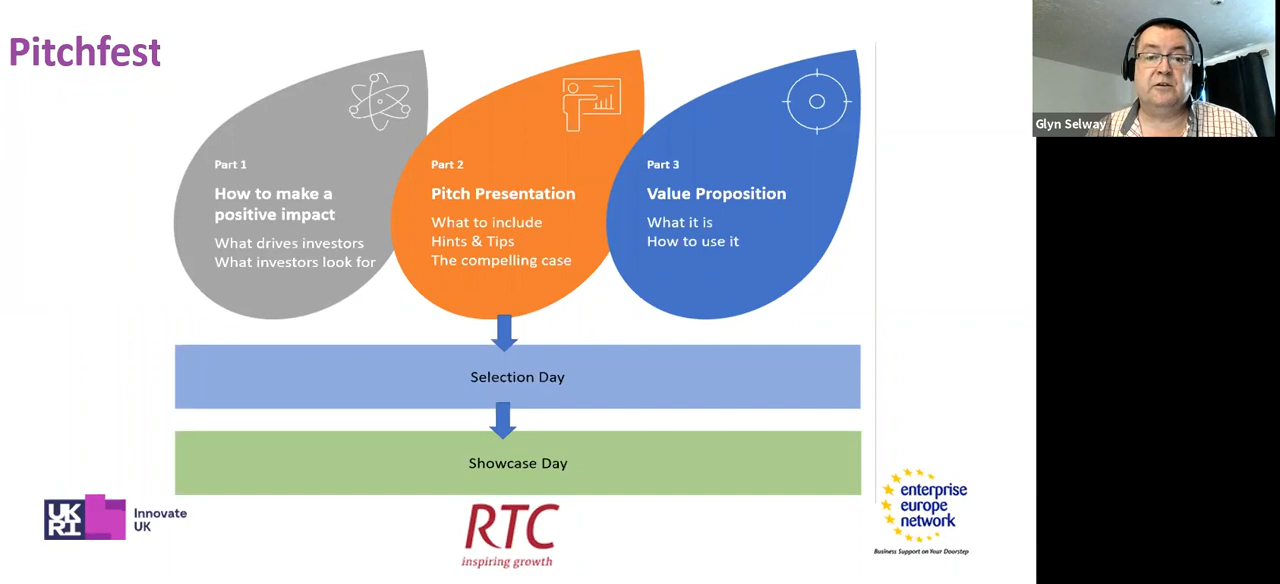 Pitchfest
Part 1
How to make a
positive impact
What drives investors
What investors look for
Part 2
Pitch Presentation
What to include
Hints & Tips
The compelling case
Part 3
Value Proposition
What it is
How to use it
Glyn Selway
Selection Day
Showcase Day
UK
RI
Innovate
UK
RTC
inspiring growth
enterprise
europe
network
Business Support on Your Doorstep